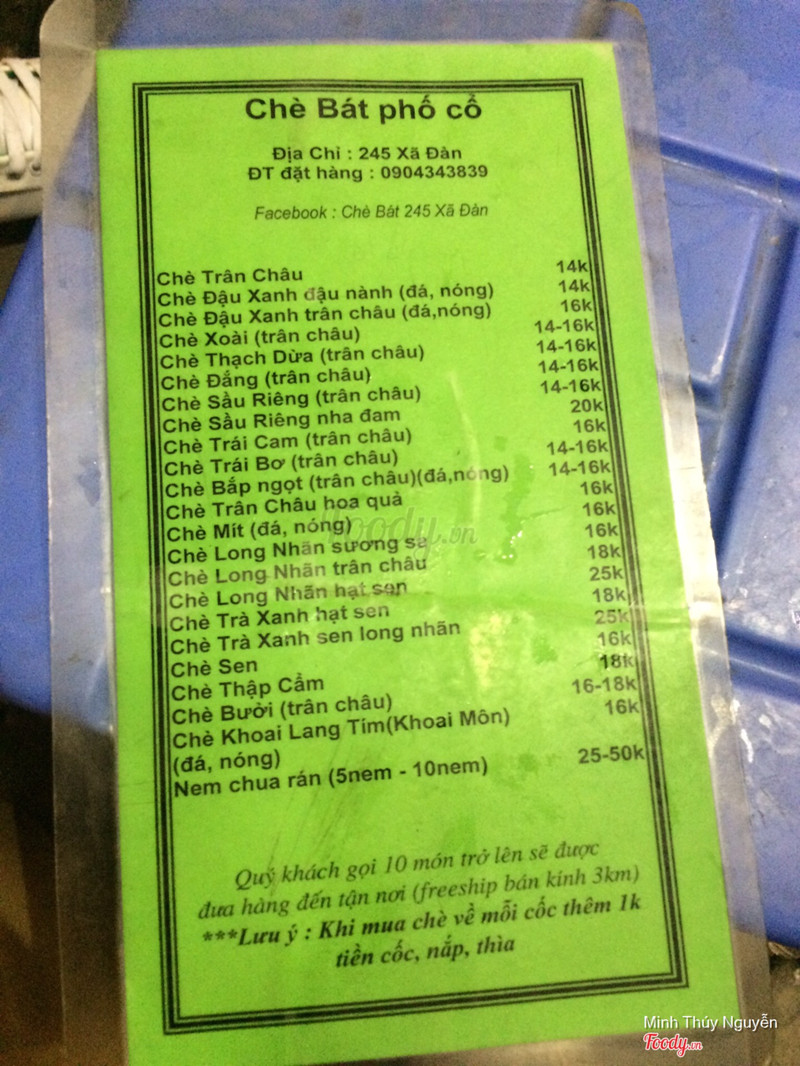 Chè Bát phố cổ
Địa Chỉ : 245 Xã Đàn
ĐT đặt hàng : 0904343839
Facebook : Chè Bát 245 Xã Đàn
Chè Trân Châu 14k
Chè Đậu Xanh đậu nành (đá, nóng) 14k
Chè Đậu Xanh trân châu (đá,nóng) 16k
Chè Xoài (trân châu) 14-16k
Chè Thạch Dừa (trân châu) 14-16k
Chè Đắng (trân châu) 14-16k
Chè Sầu Riêng (trân châu) 14-16k
Chè Sầu Riêng nha đam 20k
Chè Trái Cam (trân châu) 16k
Chè Trái Bơ (trân châu) 14-16k
Chè Bắp ngọt (trân châu)(đá,nóng) 14-16k
Chè Trân Châu hoa quả 16k
Chè Mít (đá, nóng) 16k
Chè Long Nhãn sương sa 16k
Chè Long Nhãn trân châu 18k
Chè Long Nhãn hạt sen 25k
Chè Trà Xanh hạt sen 18k
Chè Trà Xanh sen long nhãn 25k
Chè Sen 16k
Chè Thập Cẩm 18k
Chè Bưởi (trân châu) 16-18k
Chè Khoai Lang Tím(Khoai Môn) 16k
(đá, nóng)
Nem chua rán (5nem - 10nem) 25-50k
Quý khách gọi 10 món trở lên sẽ được
đưa hàng đến tận nơi (freeship bán kính 3km)
***Lưu ý : Khi mua chè về mỗi cốc thêm 1k
tiền cốc, nắp, thìa
foody.vn
Minh Thúy Nguyễn
Foody.vn